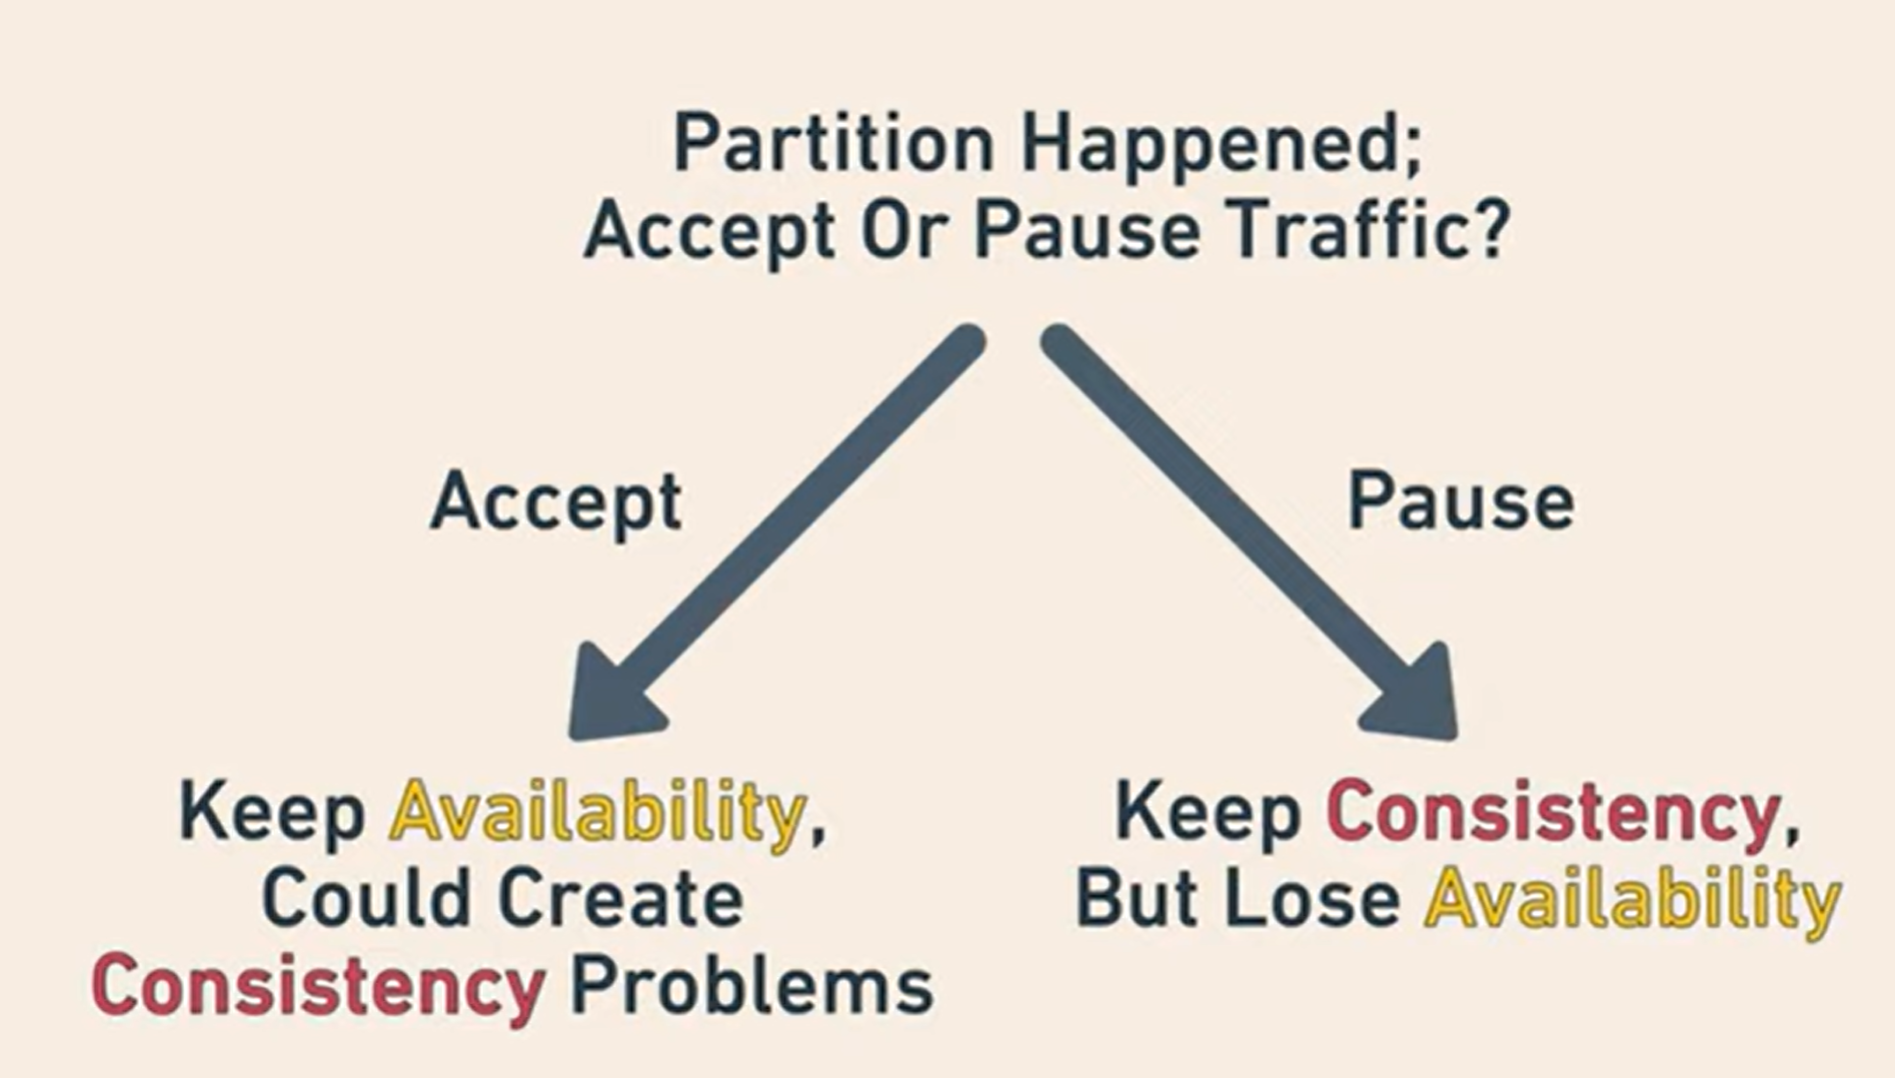 Partition Happened;
Accept Or Pause Traffic?
Accept
Pause
Keep Availability,
Could Create
Consistency Problems
Keep Consistency,
But Lose Availability